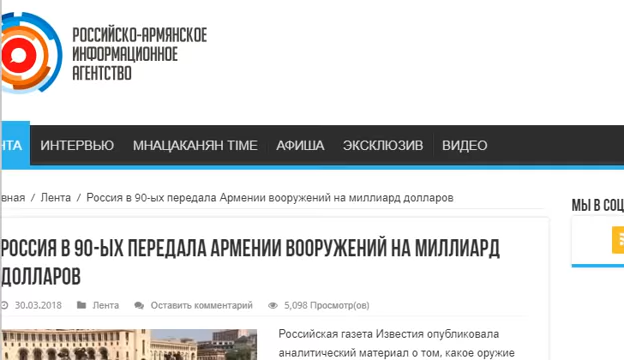 РОССИЙСКО-АРМЯНСКОЕ
ИНФОРМАЦИОННОЕ
АГЕНТСТВО
НТА ИНТЕРВЬЮ МНАЦАКАНЯН TIME АФИША ЭКСКЛЮЗИВ ВИДЕО
вная / Лента / Россия в 90-ых передала Армении вооружений на миллиард долларов
МЫ В СОЦ
РОССИЯ В 90-ЫХ ПЕРЕДАЛА АРМЕНИИ ВООРУЖЕНИЙ НА МИЛЛИАРД
ДОЛЛАРОВ
30.03.2018 Лента Оставить комментарий 5,098 Просмотр(ов)
Российская газета Известия опубликовала
аналитический материал о том, какое оружие